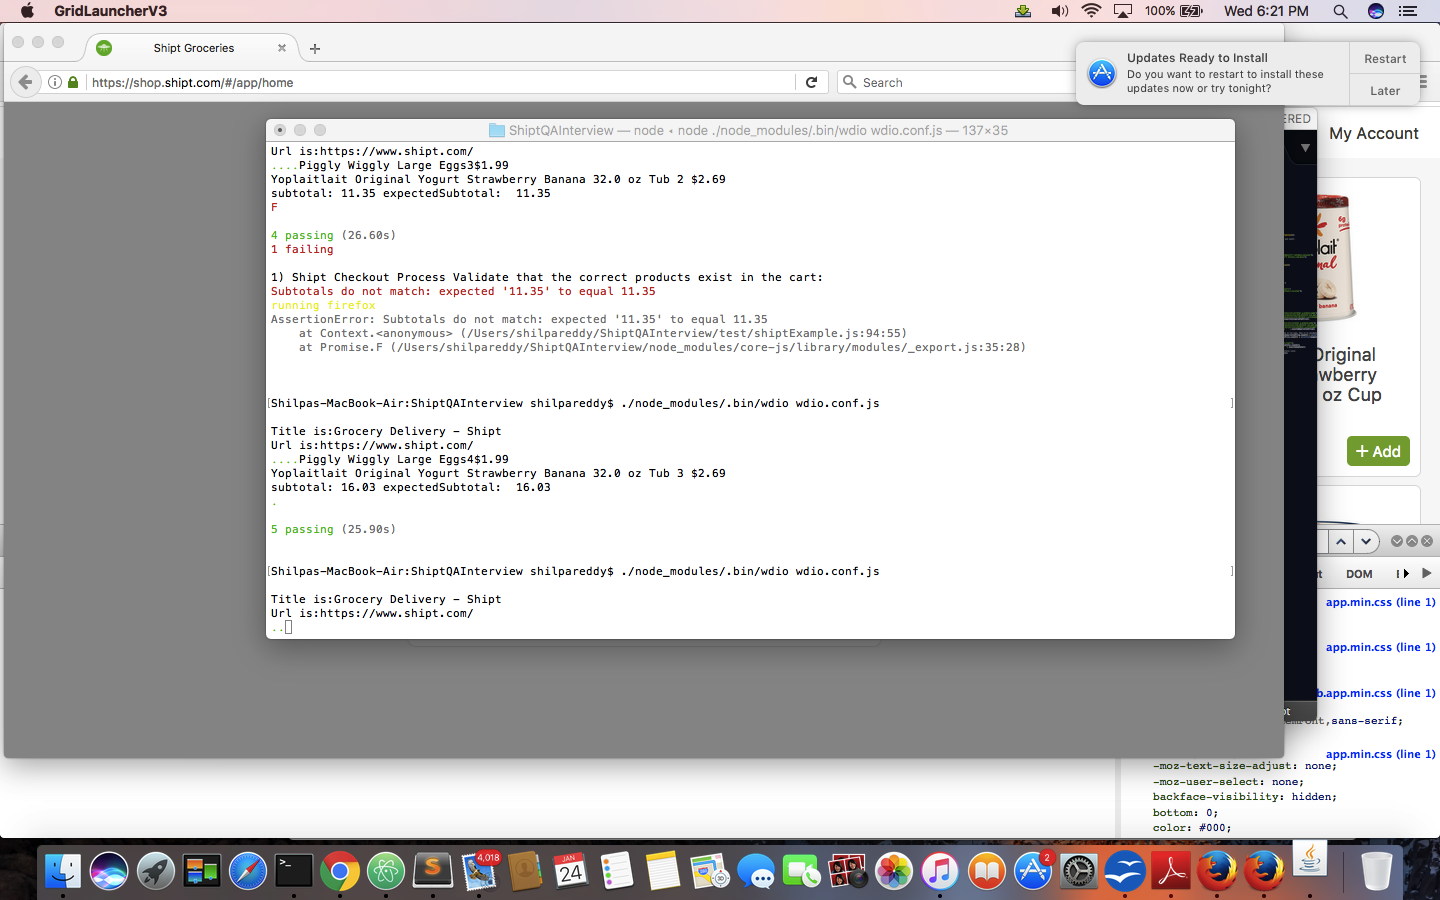 GridLauncherV3
100%
Wed 6:21 PM
Shipt Groceries
https://shop.shipt.com/#/app/home
Search
Updates Ready to Install
Do you want to restart to install these
updates now or try tonight?
Restart
Later
ERED
My Account
ShiptQAInterview — node ◂ node ./node_modules/.bin/wdio wdio.conf.js — 137×35
Url is:https://www.shipt.com/
....Piggly Wiggly Large Eggs3$1.99
Yoplaitlait Original Yogurt Strawberry Banana 32.0 oz Tub 2 $2.69
subtotal: 11.35 expectedSubtotal:  11.35
F
4 passing (26.60s)
1 failing
1) Shipt Checkout Process Validate that the correct products exist in the cart:
Subtotals do not match: expected '11.35' to equal 11.35
running firefox
AssertionError: Subtotals do not match: expected '11.35' to equal 11.35
at Context.<anonymous> (/Users/shilpareddy/ShiptQAInterview/test/shiptExample.js:94:55)
at Promise.F (/Users/shilpareddy/ShiptQAInterview/node_modules/core-js/library/modules/_export.js:35:28)
[Shilpas-MacBook-Air:ShiptQAInterview shilpareddy$ ./node_modules/.bin/wdio wdio.conf.js ]
Title is:Grocery Delivery - Shipt
Url is:https://www.shipt.com/
....Piggly Wiggly Large Eggs4$1.99
Yoplaitlait Original Yogurt Strawberry Banana 32.0 oz Tub 3 $2.69
subtotal: 16.03 expectedSubtotal:  16.03
.
5 passing (25.90s)
[Shilpas-MacBook-Air:ShiptQAInterview shilpareddy$ ./node_modules/.bin/wdio wdio.conf.js ]
Title is:Grocery Delivery - Shipt
Url is:https://www.shipt.com/
..
lait
Original
wberry
oz Cup
+ Add
ut
DOM
app.min.css (line 1)
app.min.css (line 1)
b.app.min.css (line 1)
pt
,sans-serif;
app.min.css (line 1)
-moz-text-size-adjust: none;
-moz-user-select: none;
backface-visibility: hidden;
bottom: 0;
color: #000;
4,018
JAN
24
2